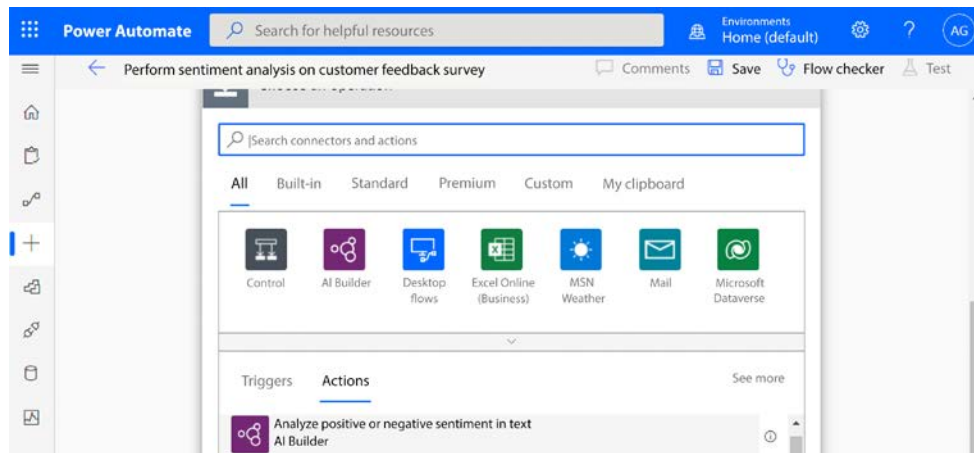 Power Automate
Search for helpful resources
Environments
Home (default)
?
AG
Perform sentiment analysis on customer feedback survey
Comments
Save
Flow checker
Test
Choose an operation
Search connectors and actions
All
Built-in
Standard
Premium
Custom
My clipboard
Control
AI Builder
Desktop
flows
Excel Online
(Business)
MSN
Weather
Mail
Microsoft
Dataverse
Triggers
Actions
See more
Analyze positive or negative sentiment in text
AI Builder